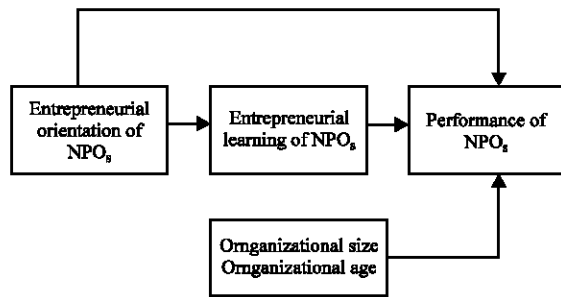 Entrepreneurial
orientation of
NPOs
Entrepreneurial
learning of NPOs
Performance of
NPOs
Ornganizational size
Ornganizational age